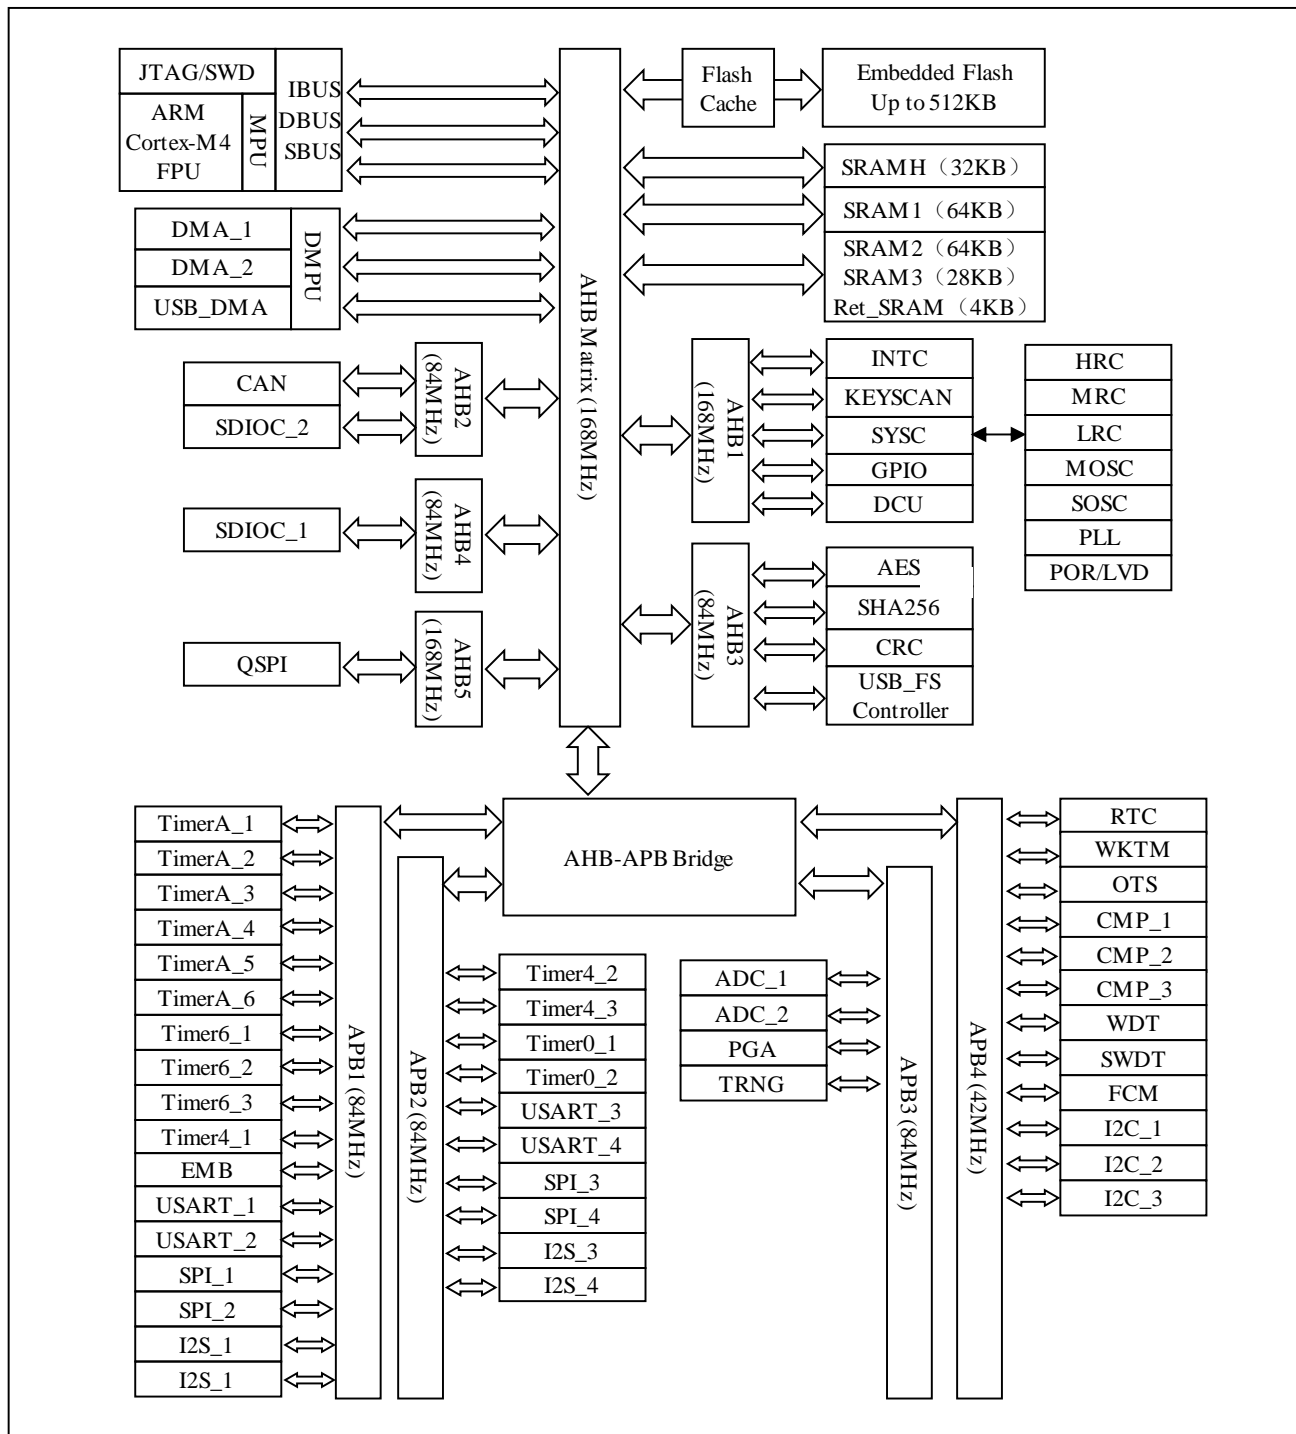 JTAG/SWD
ARM
Cortex-M4
FPU
MPU
IBUS
DBUS
SBUS
Flash
Cache
Embedded Flash
Up to 512KB
SRAMH（32KB）
SRAM1（64KB）
SRAM2（64KB）
SRAM3（28KB）
Ret_SRAM（4KB）
DMA_1
DMA_2
USB_DMA
DMPU
AHB Matrix (168MHz)
CAN
SDIOC_2
AHB2
(84MHz)
SDIOC_1
AHB4
(84MHz)
QSPI
AHB5
(168MHz)
AHB1
(168MHz)
INTC
KEYSCAN
SYSC
GPIO
DCU
HRC
MRC
LRC
MOSC
SOSC
PLL
POR/LVD
AHB3
(84MHz)
AES
SHA256
CRC
USB_FS
Controller
AHB-APB Bridge
TimerA_1
TimerA_2
TimerA_3
TimerA_4
TimerA_5
TimerA_6
Timer6_1
Timer6_2
Timer6_3
Timer4_1
EMB
USART_1
USART_2
SPI_1
SPI_2
I2S_1
I2S_1
APB1 (84MHz)
APB2 (84MHz)
Timer4_2
Timer4_3
Timer0_1
Timer0_2
USART_3
USART_4
SPI_3
SPI_4
I2S_3
I2S_4
ADC_1
ADC_2
PGA
TRNG
APB3 (84MHz)
APB4 (42MHz)
RTC
WKTM
OTS
CMP_1
CMP_2
CMP_3
WDT
SWDT
FCM
I2C_1
I2C_2
I2C_3